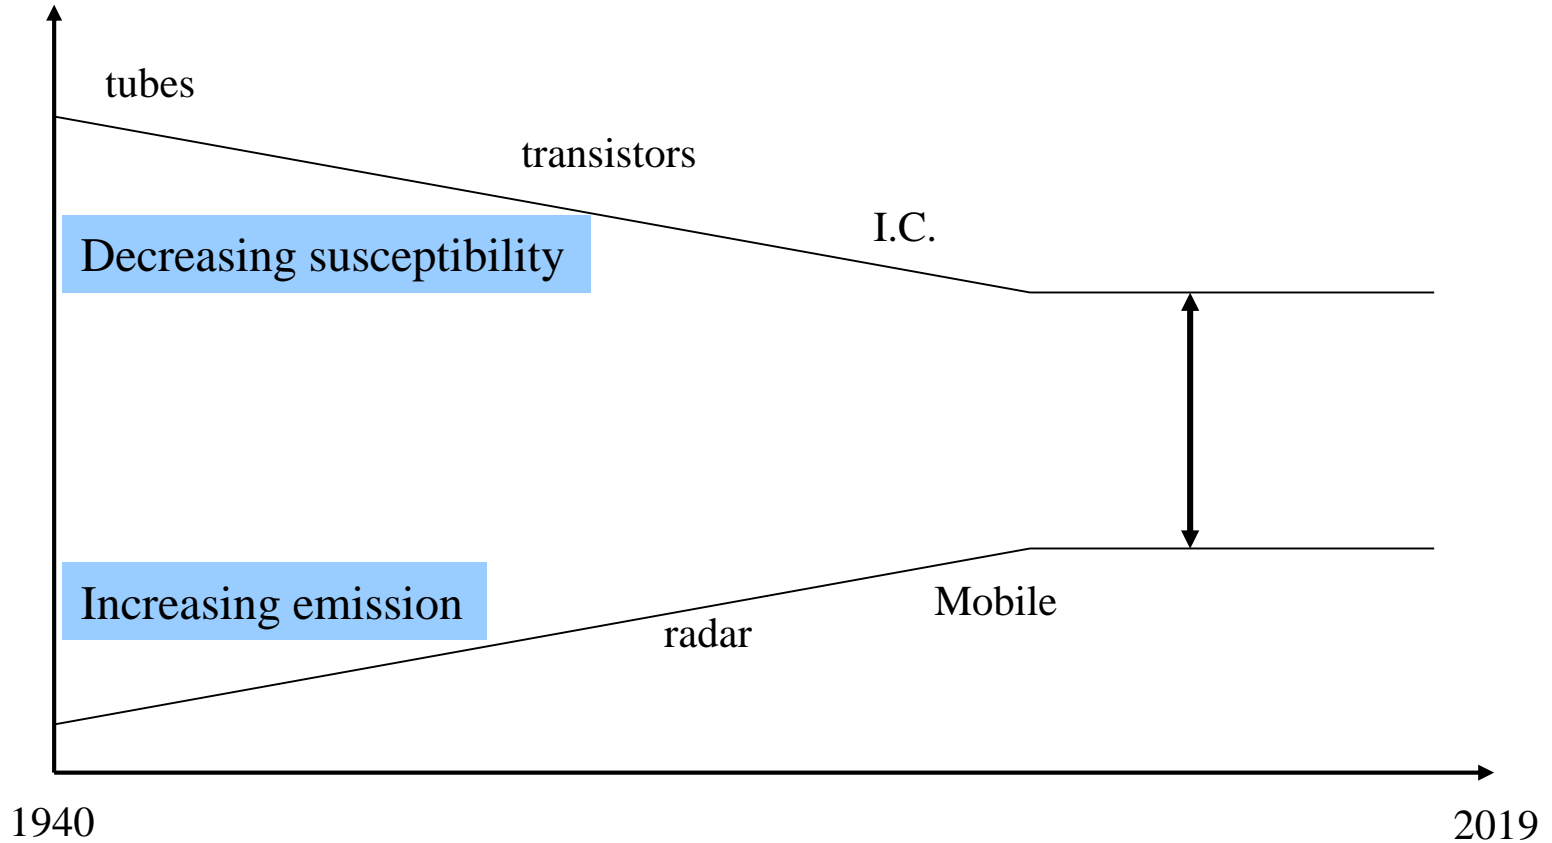 tubes
transistors
I.C.
Decreasing susceptibility
Increasing emission
Mobile
radar
1940
2019